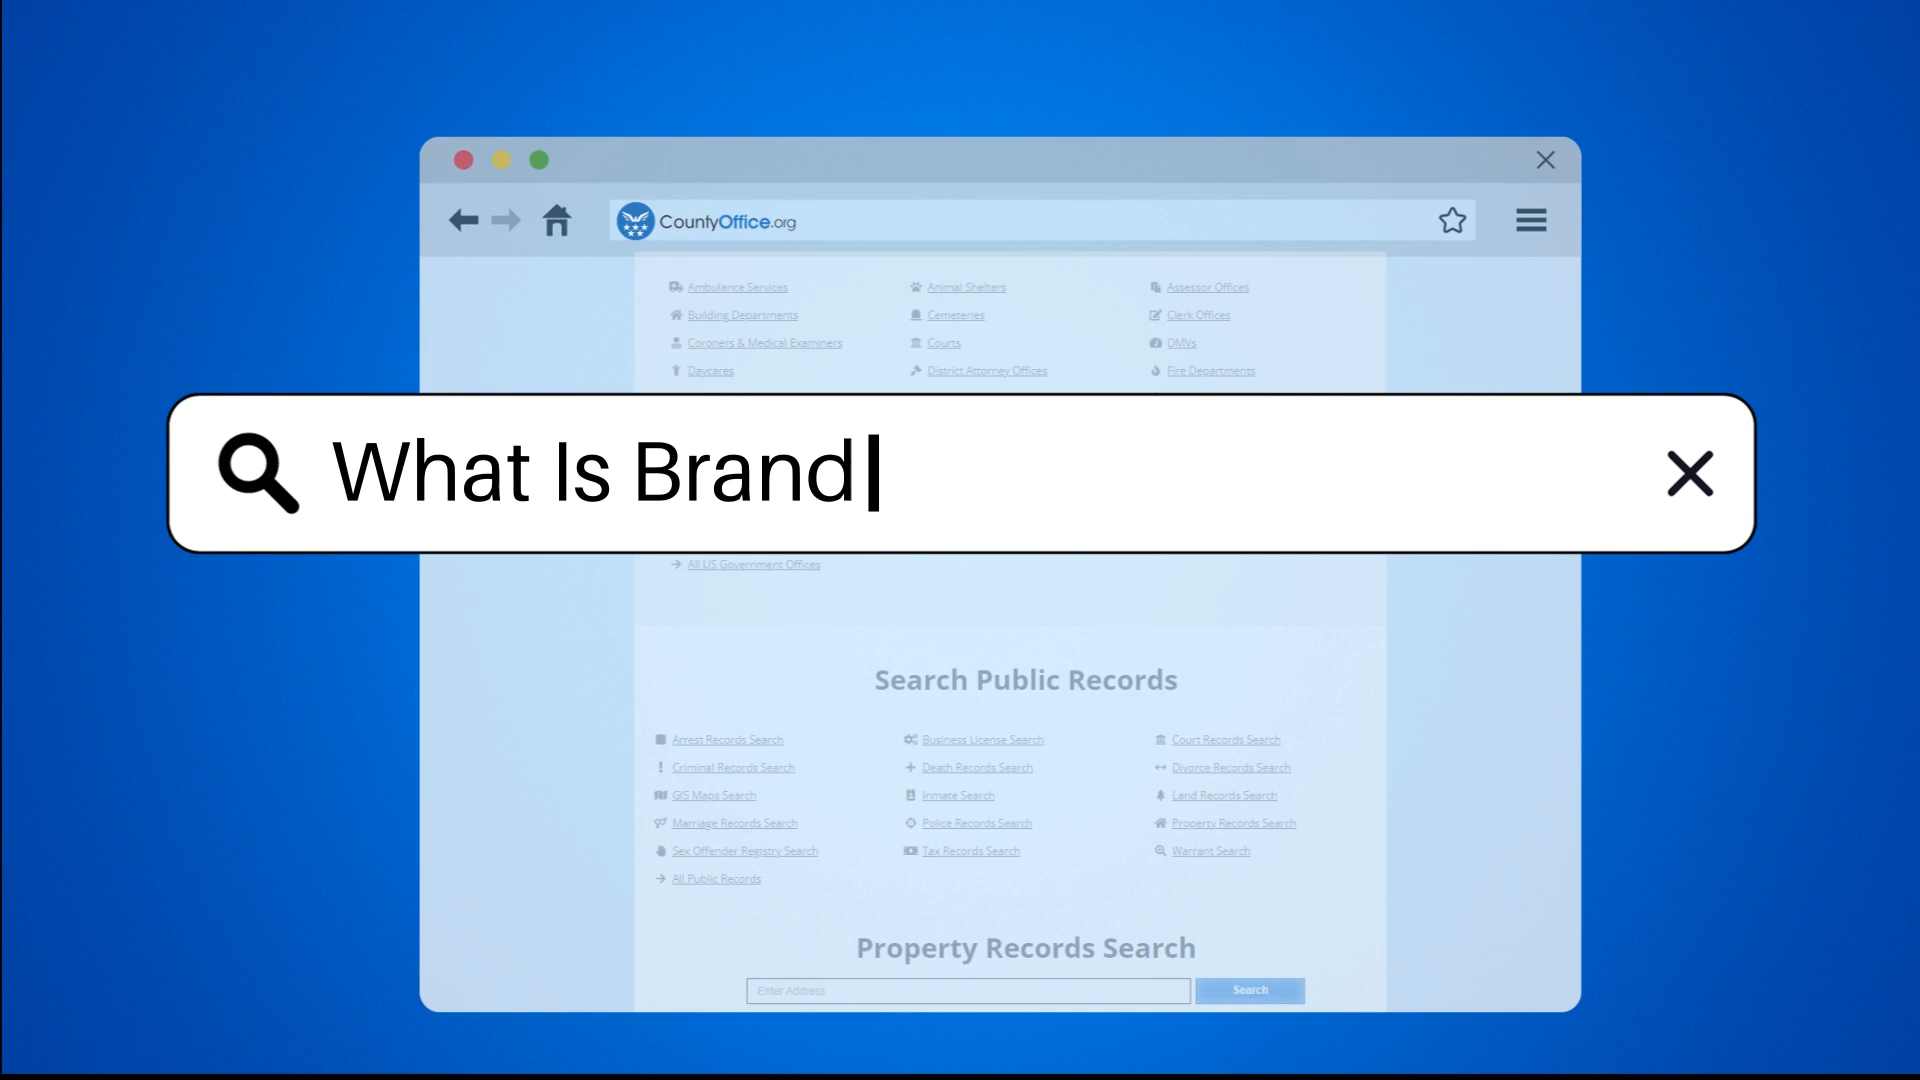 CountyOffice.org
Ambulance Services Animal Shelters Assessor Offices
Building Departments Cemeteries Clerk Offices
Coroners & Medical Examiners Courts DMVs
Daycares District Attorney Offices Fire Departments
What Is Brand
All US Government Offices
Search Public Records
Arrest Records Search Business License Search Court Records Search
Criminal Records Search Death Records Search Divorce Records Search
GIS Maps Search Inmate Search Land Records Search
Marriage Records Search Police Records Search Property Records Search
Sex Offender Registry Search Tax Records Search Warrant Search
All Public Records
Property Records Search
Enter Address Search